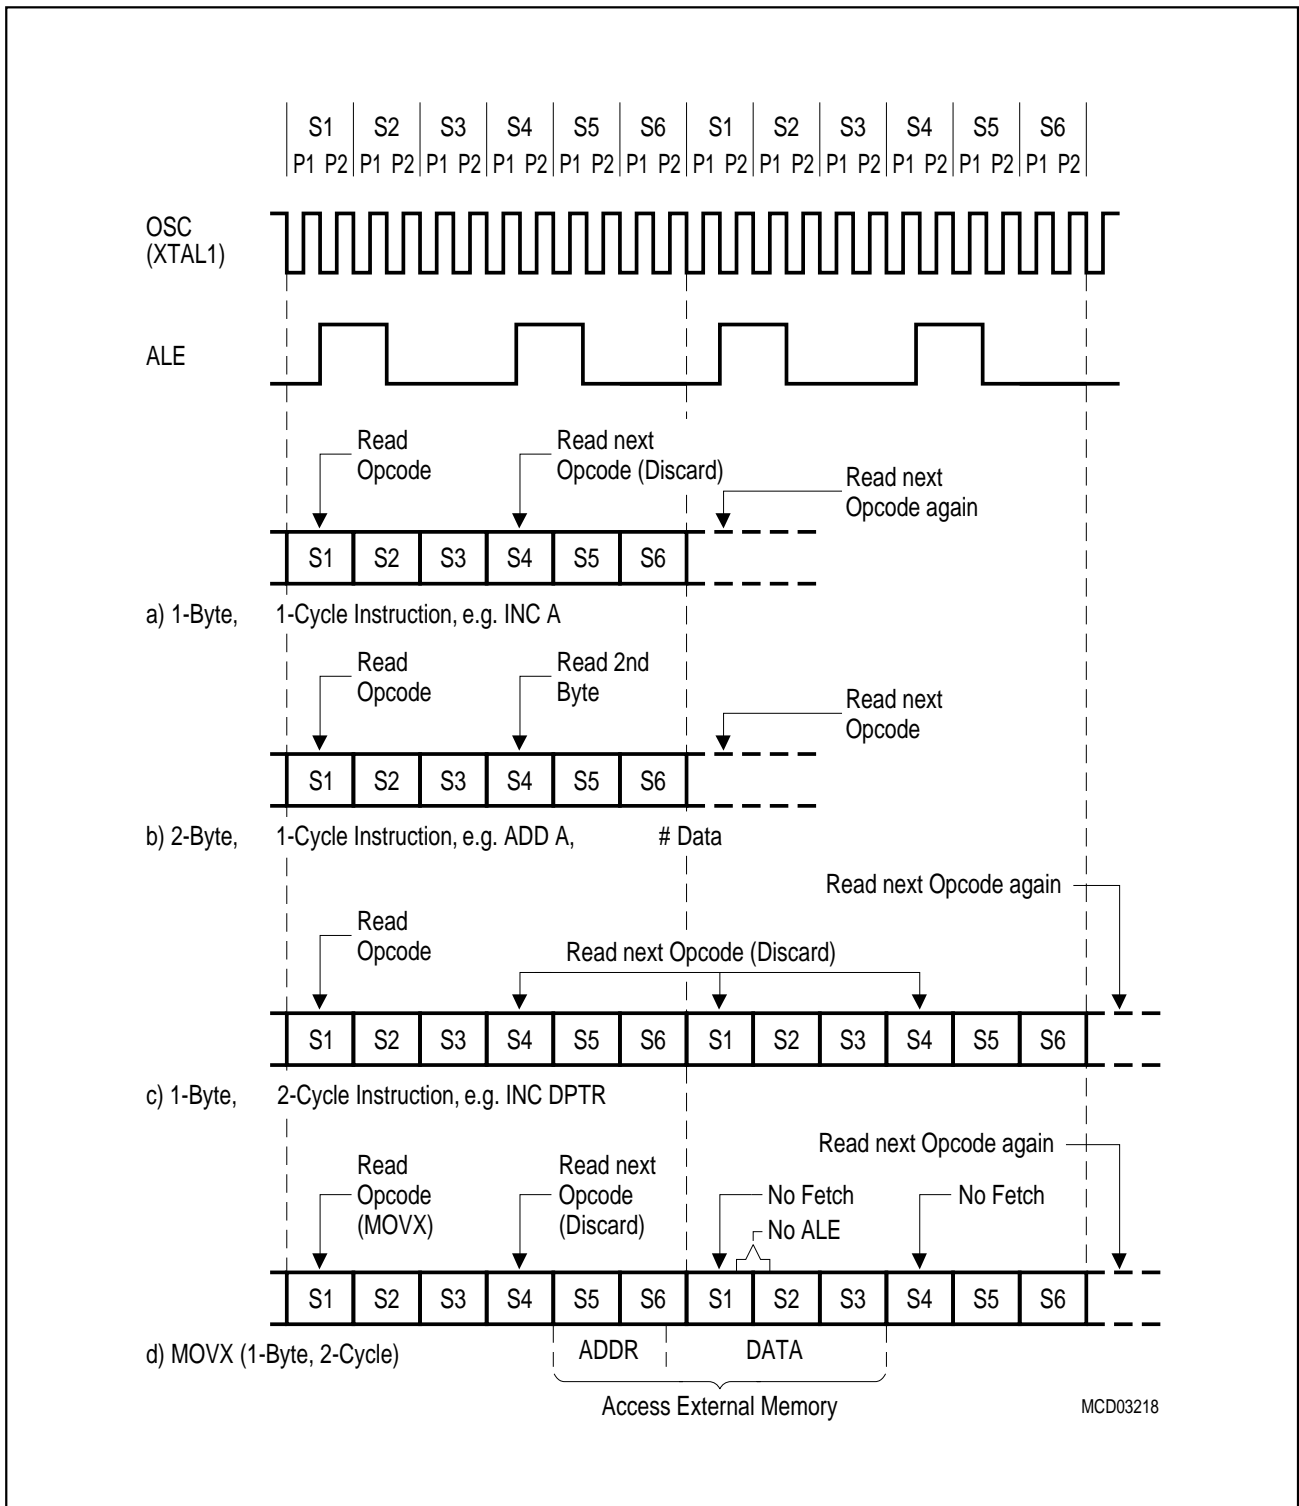 S1 S2 S3 S4 S5 S6 S1 S2 S3 S4 S5 S6
P1 P2 P1 P2 P1 P2 P1 P2 P1 P2 P1 P2 P1 P2 P1 P2 P1 P2 P1 P2 P1 P2 P1 P2
OSC
(XTAL1)
ALE
Read
Opcode
Read next
Opcode (Discard)
Read next
Opcode again
S1 S2 S3 S4 S5 S6
a) 1-Byte, 1-Cycle Instruction, e.g. INC A
Read
Opcode
Read 2nd
Byte
Read next
Opcode
S1 S2 S3 S4 S5 S6
b) 2-Byte, 1-Cycle Instruction, e.g. ADD A, # Data
Read next Opcode again
Read
Opcode
Read next Opcode (Discard)
S1 S2 S3 S4 S5 S6 S1 S2 S3 S4 S5 S6
c) 1-Byte, 2-Cycle Instruction, e.g. INC DPTR
Read next Opcode again
Read
Opcode
(MOVX)
Read next
Opcode
(Discard)
No Fetch
No ALE
No Fetch
S1 S2 S3 S4 S5 S6 S1 S2 S3 S4 S5 S6
d) MOVX (1-Byte, 2-Cycle)
ADDR DATA
Access External Memory
MCD03218